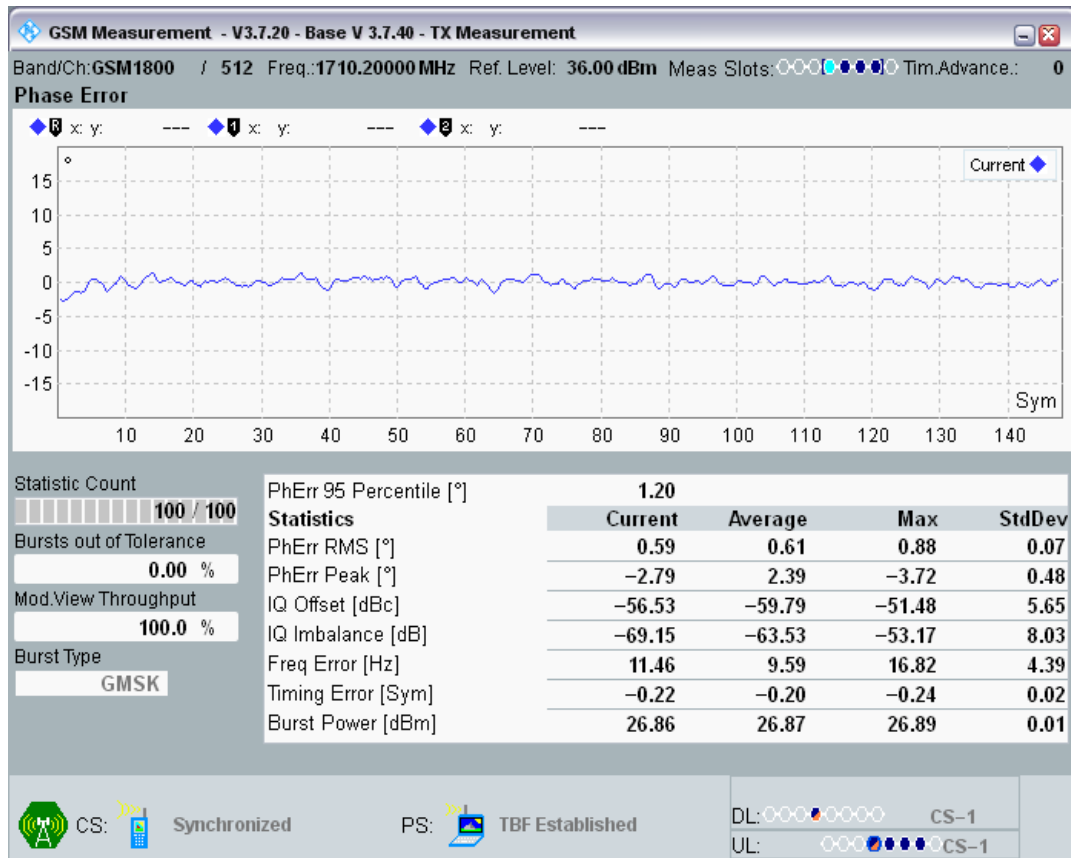 GSM Measurement - V3.7.20 - Base V 3.7.40 - TX Measurement
Band/Ch:GSM1800 / 512 Freq.:1710.20000 MHz Ref. Level: 36.00 dBm Meas Slots: Tim.Advance.: 0
Phase Error
R x: y: --- 1 x: y: --- 2 x: y: ---
° Current
15
10
5
0
-5
-10
-15
Sym
10 20 30 40 50 60 70 80 90 100 110 120 130 140
Statistic Count
100 / 100
Bursts out of Tolerance
0.00 %
Mod.View Throughput
100.0 %
Burst Type
GMSK
PhErr 95 Percentile [°] 1.20
Statistics Current Average Max StdDev
PhErr RMS [°] 0.59 0.61 0.88 0.07
PhErr Peak [°] −2.79 2.39 −3.72 0.48
IQ Offset [dBc] −56.53 −59.79 −51.48 5.65
IQ Imbalance [dB] −69.15 −63.53 −53.17 8.03
Freq Error [Hz] 11.46 9.59 16.82 4.39
Timing Error [Sym] −0.22 −0.20 −0.24 0.02
Burst Power [dBm] 26.86 26.87 26.89 0.01
CS: Synchronized PS: TBF Established
DL: CS−1
UL: CS−1